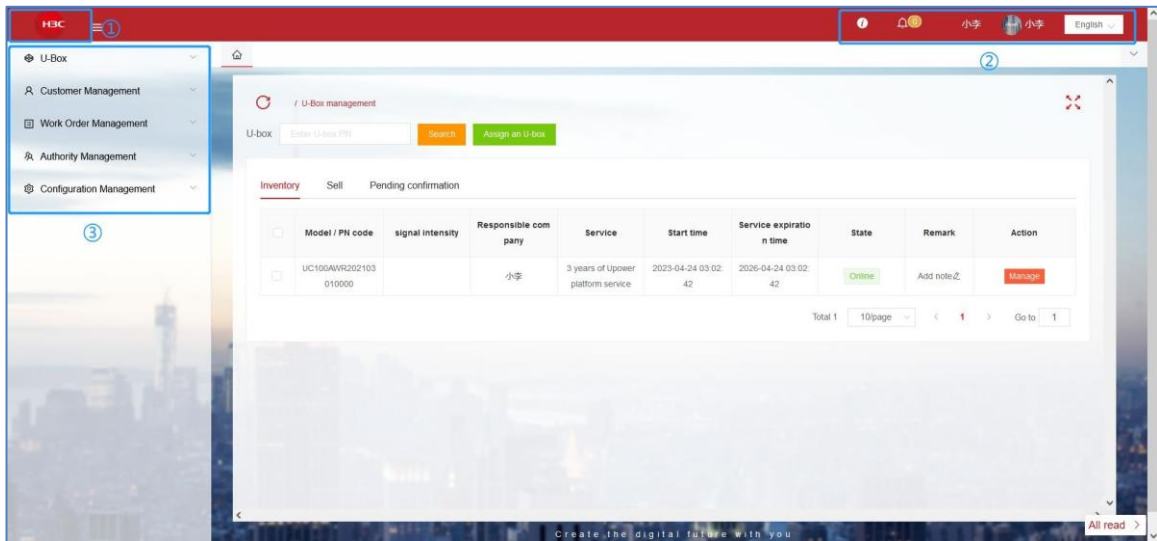 H3C
①
0
小李
小李
English
②
U-Box
Customer Management
Work Order Management
Authority Management
Configuration Management
③
/ U-Box management
U-box
Enter U-box PN
Search
Assign an U-box
Inventory Sell Pending confirmation
Model / PN code signal intensity Responsible com
pany Service Start time Service expiratio
n time State Remark Action
UC100AWR202103
010000 小李 3 years of Upower
platform service 2023-04-24 03:02:
42 2026-04-24 03:02:
42 Online Add note Manage
Total 1 10/page < 1 > Go to 1
Create the digital future with you
All read >